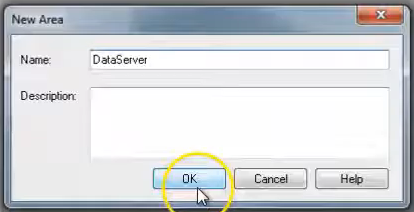 New Area
Name: DataServer
Description:
OK Cancel Help